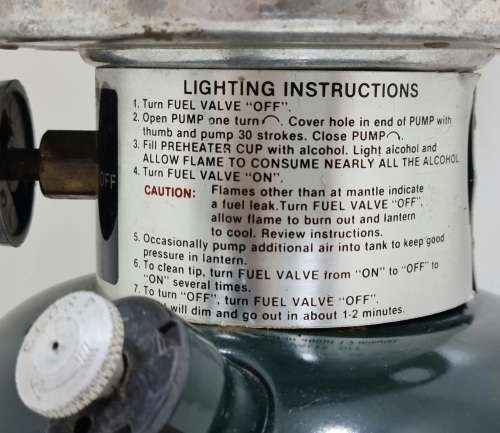 LIGHTING INSTRUCTIONS
1. Turn FUEL VALVE "OFF".
2. Open PUMP one turn. Cover hole in end of PUMP with
thumb and pump 30 strokes. Close PUMP.
3. Fill PREHEATER CUP with alcohol. Light alcohol and
ALLOW FLAME TO CONSUME NEARLY ALL THE ALCOHOL
4. Turn FUEL VALVE "ON".
CAUTION: Flames other than at mantle indicate
a fuel leak. Turn FUEL VALVE "OFF",
allow flame to burn out and lantern
to cool. Review instructions.
5. Occasionally pump additional air into tank to keep good
pressure in lantern.
6. To clean tip, turn FUEL VALVE from "ON" to "OFF" to
"ON" several times.
7. To turn "OFF", turn FUEL VALVE "OFF".
will dim and go out in about 1-2 minutes.
OFF